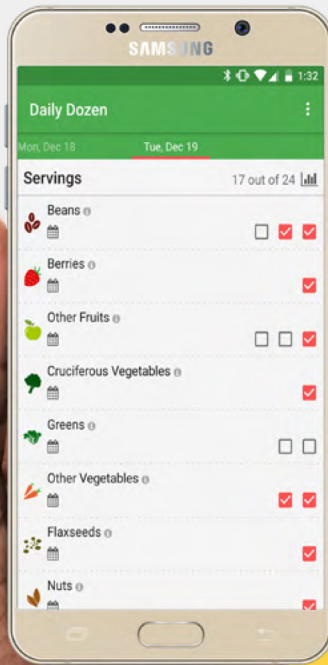 SAMSUNG
1:32
Daily Dozen
Mon, Dec 18
Tue, Dec 19
Servings
17 out of 24
Beans
Berries
Other Fruits
Cruciferous Vegetables
Greens
Other Vegetables
Flaxseeds
Nuts